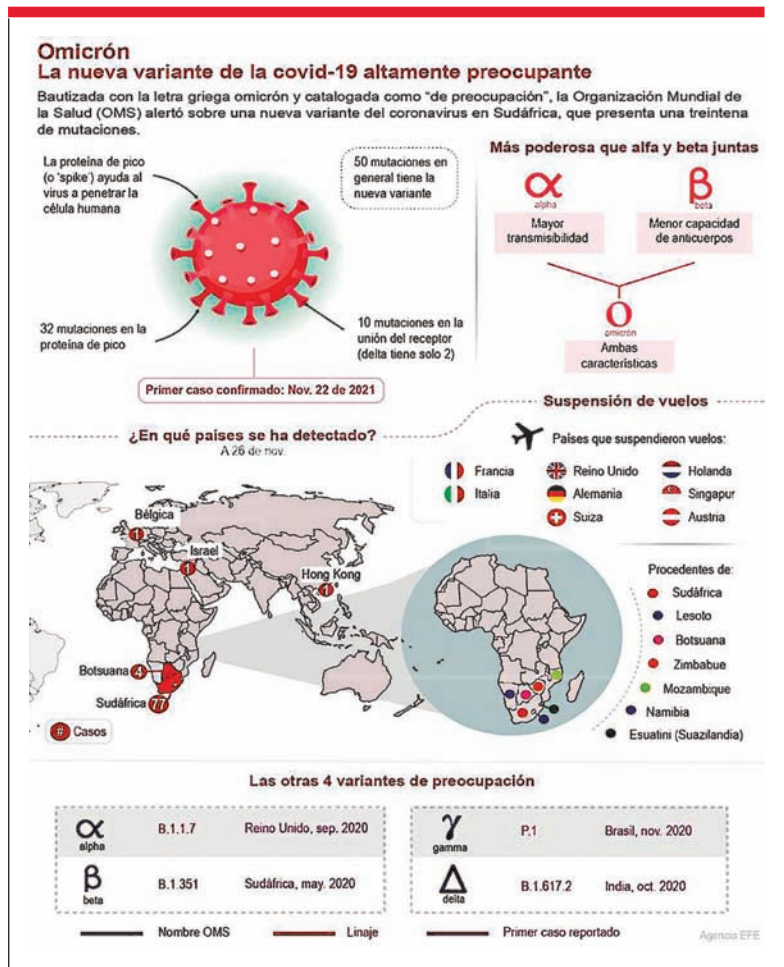 Omicrón
La nueva variante de la covid-19 altamente preocupante
Bautizada con la letra griega omicrón y catalogada como “de preocupación”, la Organización Mundial de
la Salud (OMS) alertó sobre una nueva variante del coronavirus en Sudáfrica, que presenta una treintena
de mutaciones.
La proteína de pico
(o 'spike') ayuda al
virus a penetrar la
célula humana
50 mutaciones en
general tiene la
nueva variante
32 mutaciones en la
proteína de pico
10 mutaciones en la
unión del receptor
(delta tiene solo 2)
Primer caso confirmado: Nov. 22 de 2021
Más poderosa que alfa y beta juntas
α
alpha
Mayor
transmisibilidad
β
beta
Menor capacidad
de anticuerpos
Ο
omicrón
Ambas
características
Suspensión de vuelos
Países que suspendieron vuelos:
Francia
Reino Unido
Holanda
Italia
Alemania
Singapur
Suiza
Austria
¿En qué países se ha detectado?
A 26 de nov.
Bélgica
1
Israel
1
Hong Kong
1
Botsuana 4
Sudáfrica 77
# Casos
Procedentes de:
Sudáfrica
Lesoto
Botsuana
Zimbabue
Mozambique
Namibia
Esuatini (Suazilandia)
Las otras 4 variantes de preocupación
α
alpha
B.1.1.7
Reino Unido, sep. 2020
β
beta
B.1.351
Sudáfrica, may. 2020
γ
gamma
P.1
Brasil, nov. 2020
Δ
delta
B.1.617.2
India, oct. 2020
Nombre OMS
Linaje
Primer caso reportado
Agencia EFE